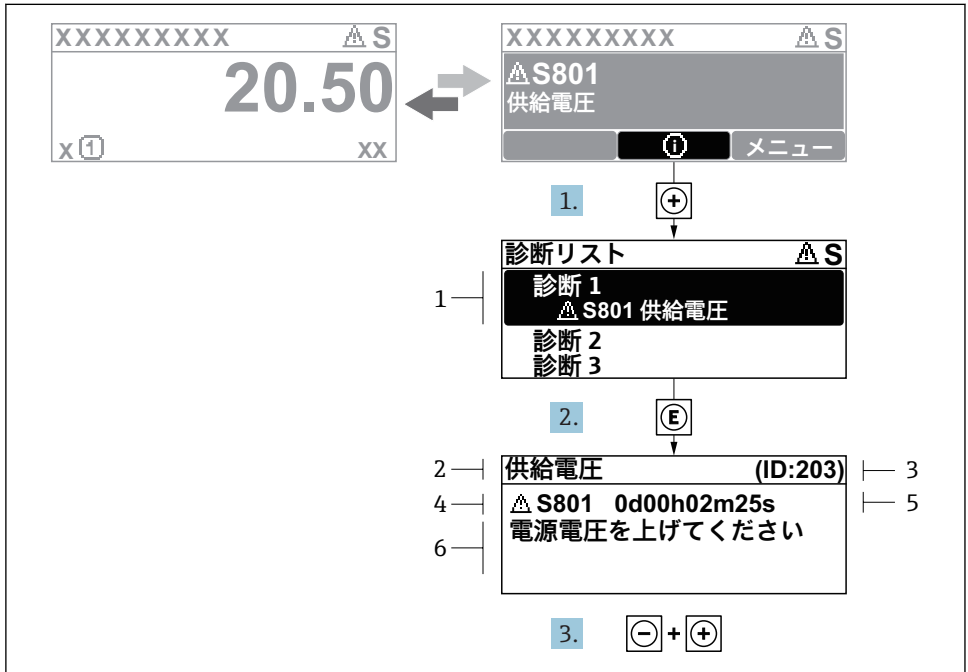 XXXXXXXXX ⚠ S
20.50
x ① XX
XXXXXXXXX ⚠ S
⚠ S801
供給電圧
ⓘ メニュー
1. +
診断リスト ⚠ S
1
診断 1
⚠ S801 供給電圧
診断 2
診断 3
2. E
2 供給電圧 (ID:203) 3
4 ⚠ S801 0d00h02m25s 5
6 電源電圧を上げてください
3. - + +